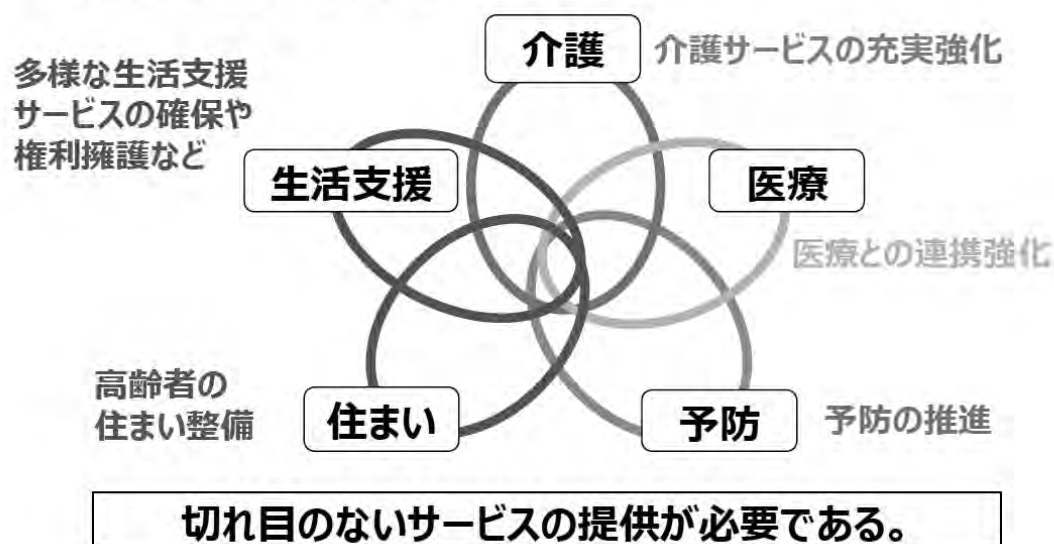 介護
介護サービスの充実強化
多様な生活支援
サービスの確保や
権利擁護など
生活支援
医療
医療との連携強化
高齢者の
住まい整備
住まい
予防
予防の推進
切れ目のないサービスの提供が必要である。